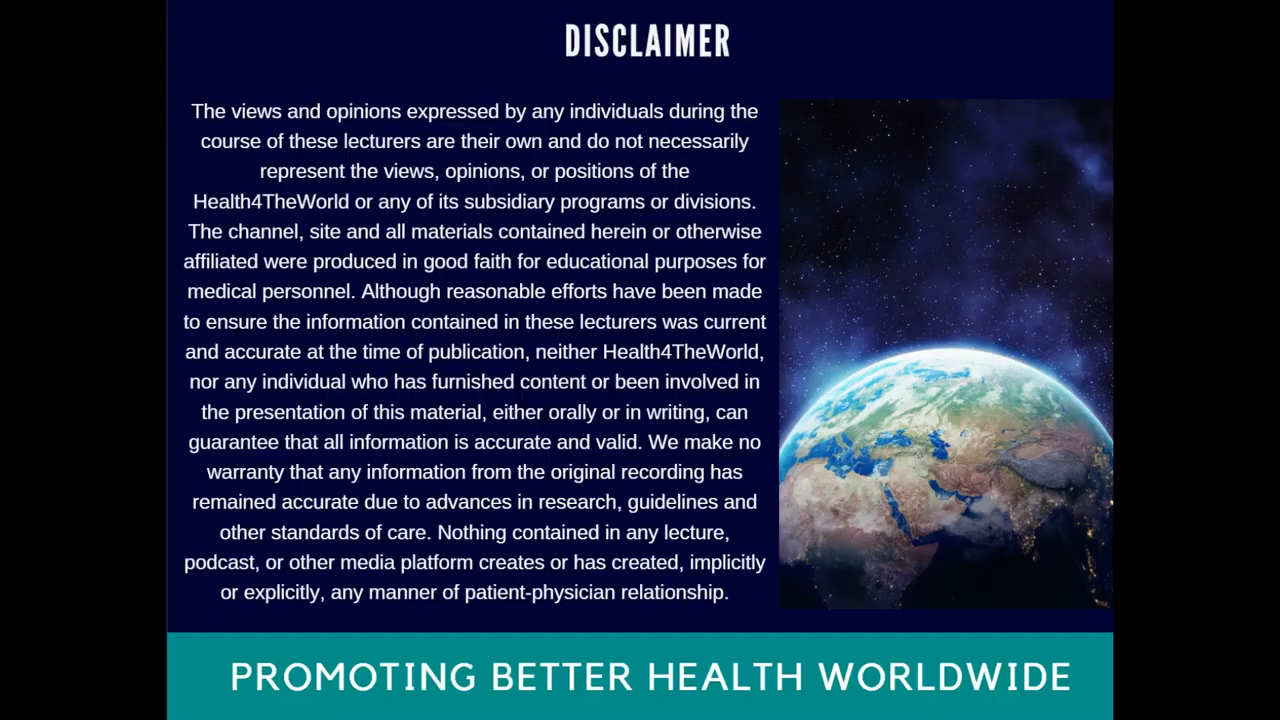 DISCLAIMER
The views and opinions expressed by any individuals during the
course of these lecturers are their own and do not necessarily
represent the views, opinions, or positions of the
Health4TheWorld or any of its subsidiary programs or divisions.
The channel, site and all materials contained herein or otherwise
affiliated were produced in good faith for educational purposes for
medical personnel. Although reasonable efforts have been made
to ensure the information contained in these lecturers was current
and accurate at the time of publication, neither Health4TheWorld,
nor any individual who has furnished content or been involved in
the presentation of this material, either orally or in writing, can
guarantee that all information is accurate and valid. We make no
warranty that any information from the original recording has
remained accurate due to advances in research, guidelines and
other standards of care. Nothing contained in any lecture,
podcast, or other media platform creates or has created, implicitly
or explicitly, any manner of patient-physician relationship.
PROMOTING BETTER HEALTH WORLDWIDE